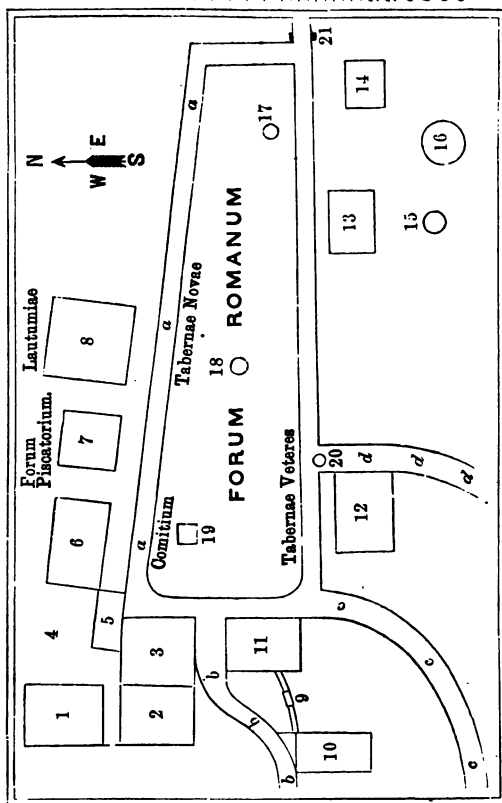 21
N
W E
S
14
a
17
16
Lautumiae
ROMANUM
13
15
8
a
Tabernae Novae
18
Forum
Piscatorium.
7
FORUM
Tabernae Veteres
20
d
d
d
6
a
Comitium
19
12
4
5
3
11
c
b
9
c
1
2
b
10
b
c